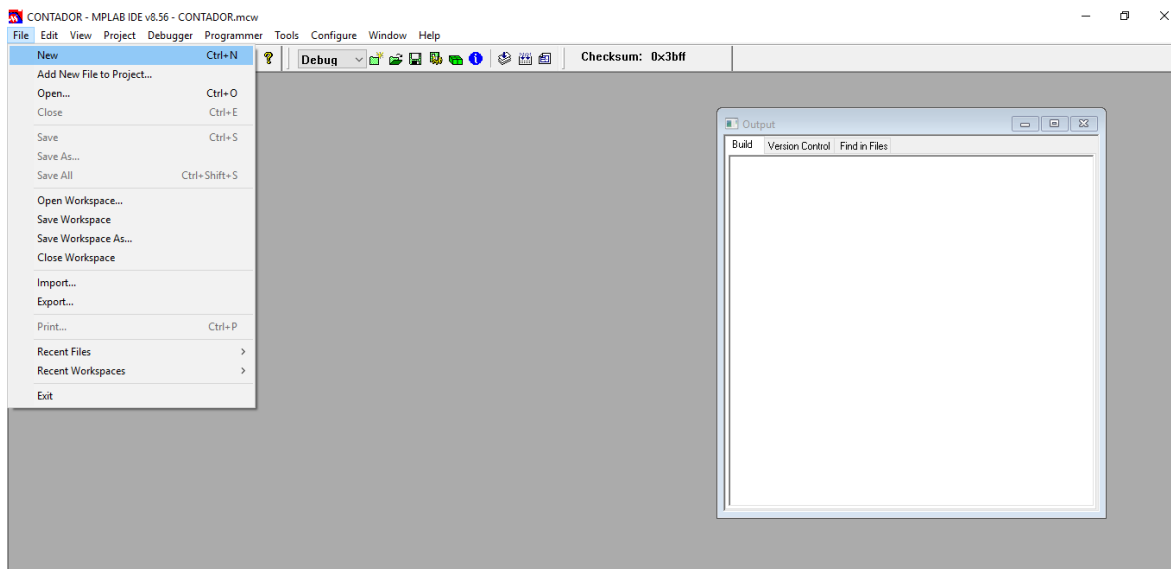 CONTADOR - MPLAB IDE v8.56 - CONTADOR.mcw
File Edit View Project Debugger Programmer Tools Configure Window Help
New Ctrl+N
? Debug Checksum: 0x3bff
Add New File to Project...
Open... Ctrl+O
Close Ctrl+E
Save Ctrl+S
Save As...
Save All Ctrl+Shift+S
Open Workspace...
Save Workspace
Save Workspace As...
Close Workspace
Import...
Export...
Print... Ctrl+P
Recent Files
Recent Workspaces
Exit
Output
Build Version Control Find in Files